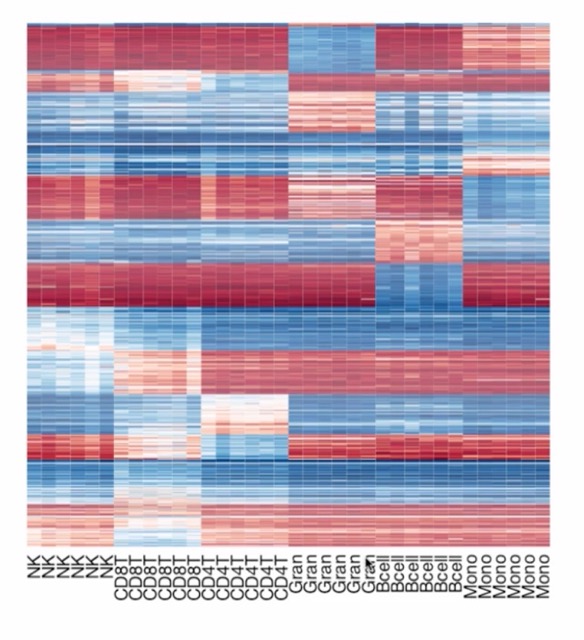 NK
NK
NK
NK
NK
NK
CD8T
CD8T
CD8T
CD8T
CD8T
CD8T
CD4T
CD4T
CD4T
CD4T
CD4T
CD4T
Gran
Gran
Gran
Gran
Gran
Gran
Bcell
Bcell
Bcell
Bcell
Bcell
Bcell
Mono
Mono
Mono
Mono
Mono
Mono